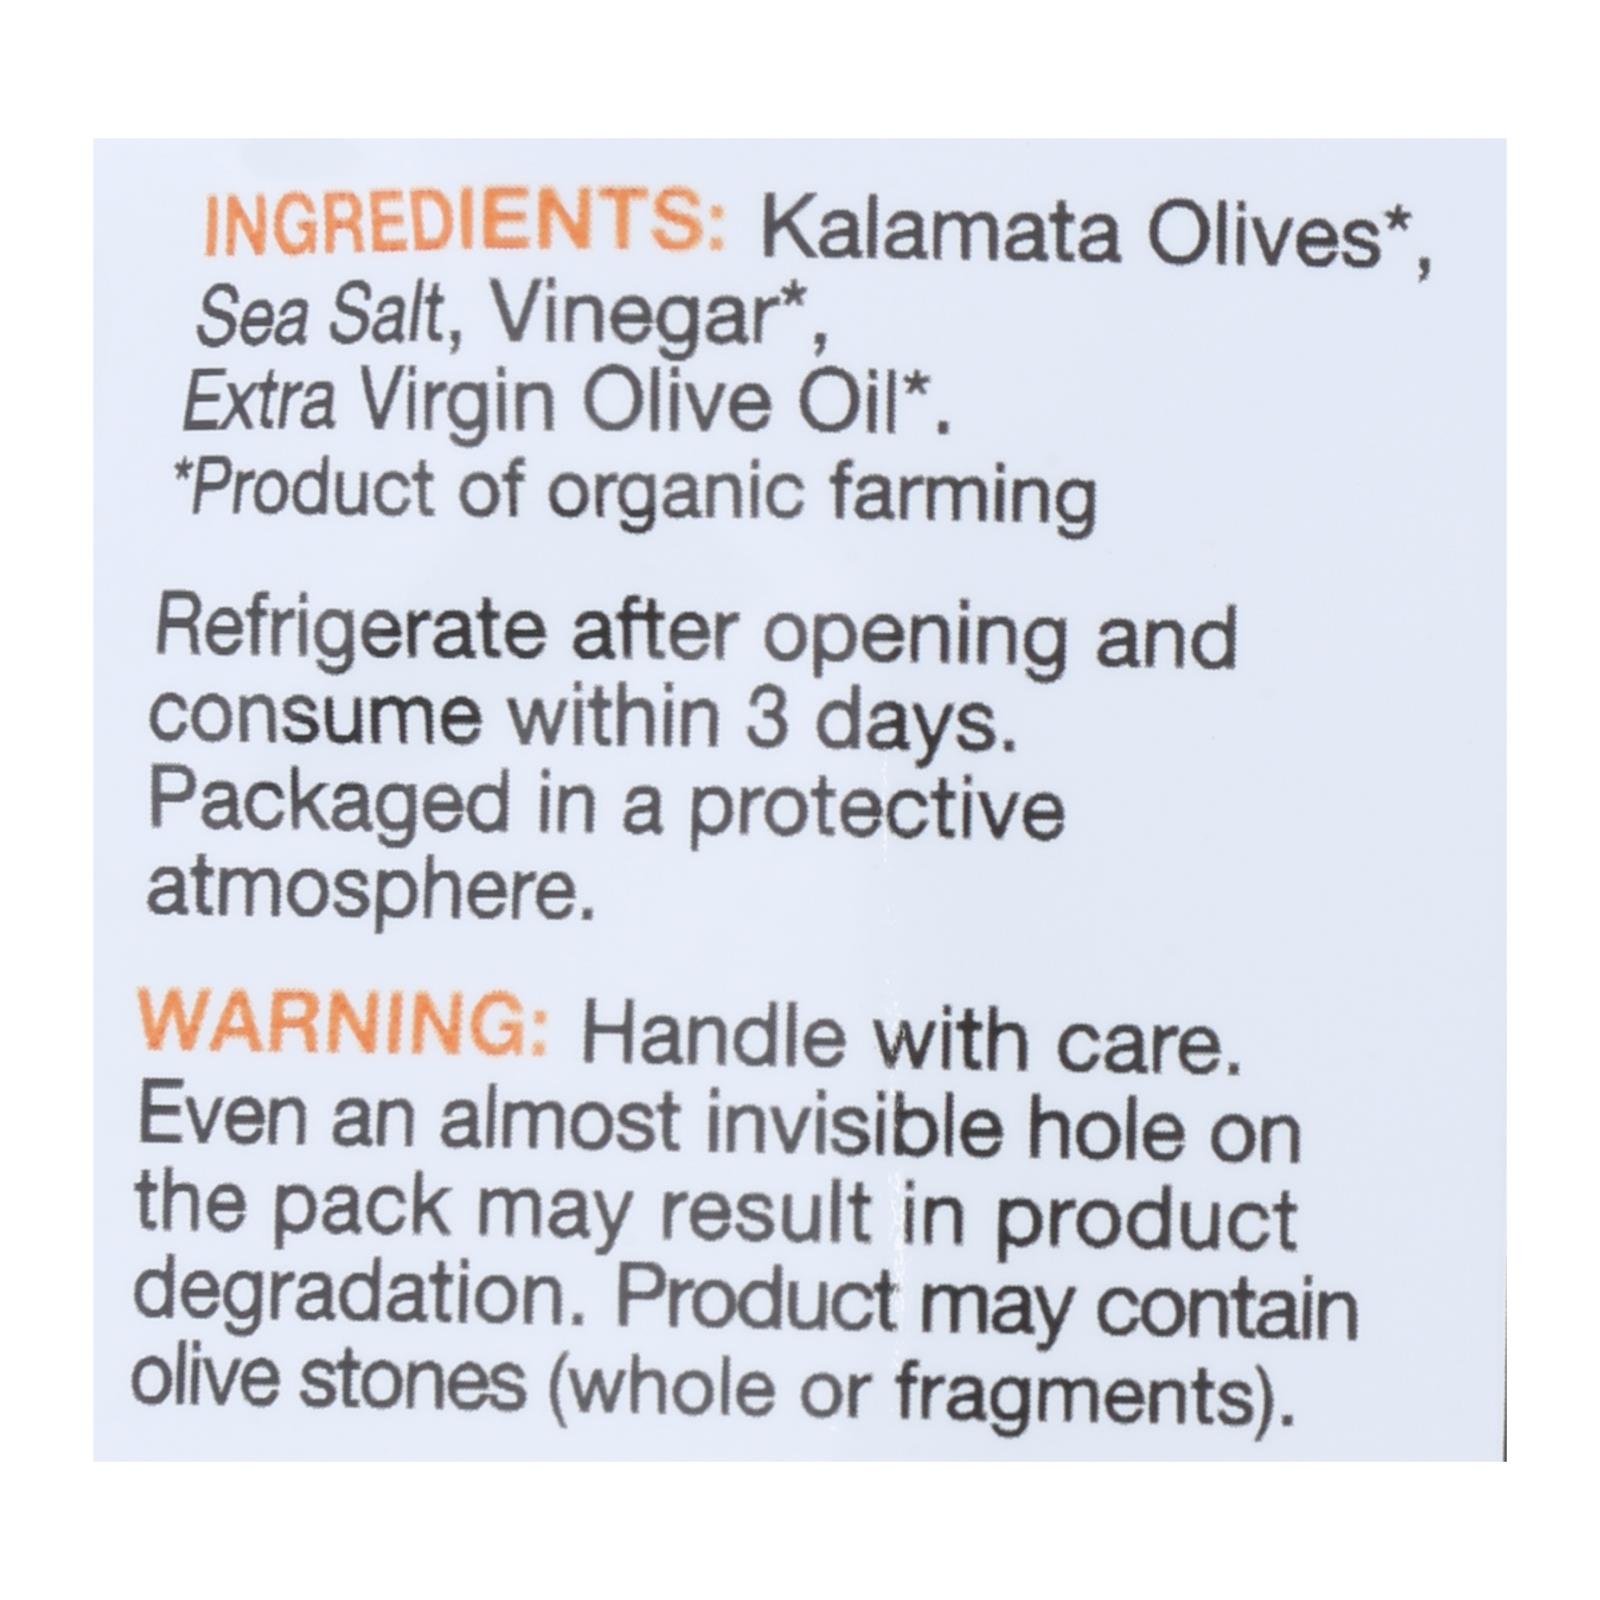 INGREDIENTS: Kalamata Olives*,
Sea Salt, Vinegar*,
Extra Virgin Olive Oil*.
*Product of organic farming
Refrigerate after opening and
consume within 3 days.
Packaged in a protective
atmosphere.
WARNING: Handle with care.
Even an almost invisible hole on
the pack may result in product
degradation. Product may contain
olive stones (whole or fragments).